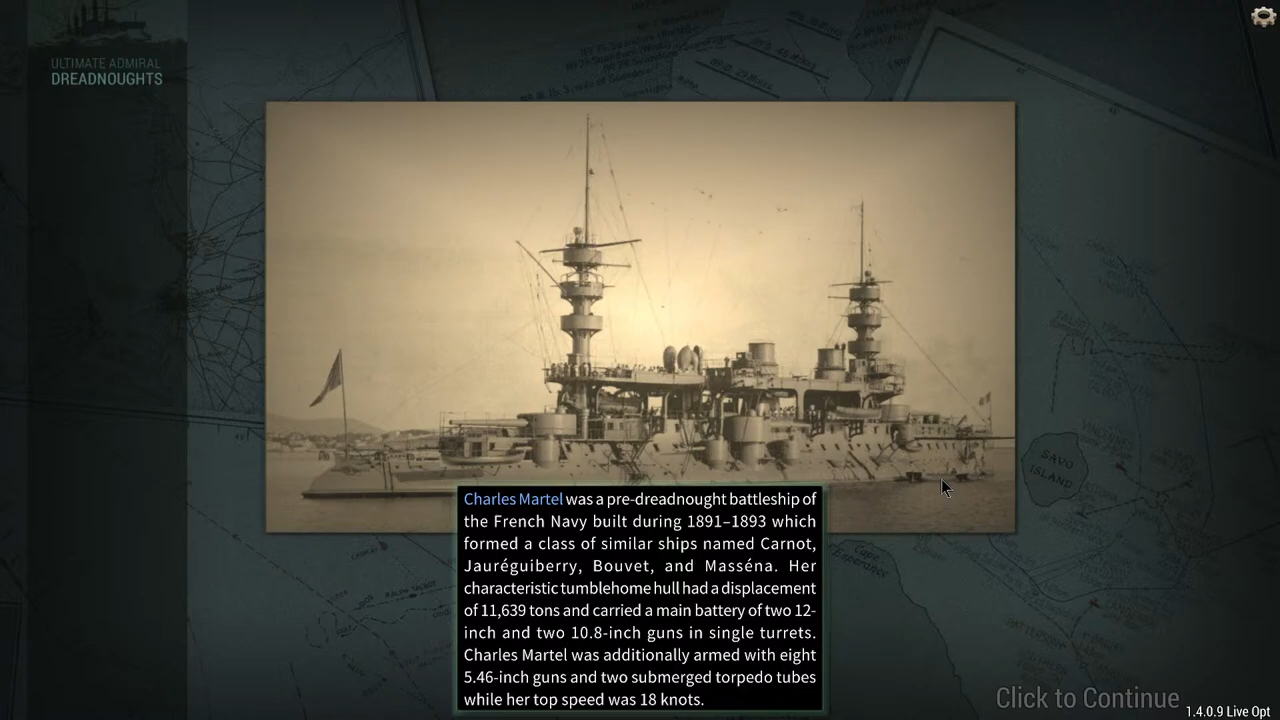 ULTIMATE ADMIRAL
DREADNOUGHTS
SAVO
ISLAND
Cape
Esperance
Charles Martel was a pre-dreadnought battleship of
the French Navy built during 1891–1893 which
formed a class of similar ships named Carnot,
Jauréguiberry, Bouvet, and Masséna. Her
characteristic tumblehome hull had a displacement
of 11,639 tons and carried a main battery of two 12-
inch and two 10.8-inch guns in single turrets.
Charles Martel was additionally armed with eight
5.46-inch guns and two submerged torpedo tubes
while her top speed was 18 knots.
Click to Continue
1.4.0.9 Live Opt